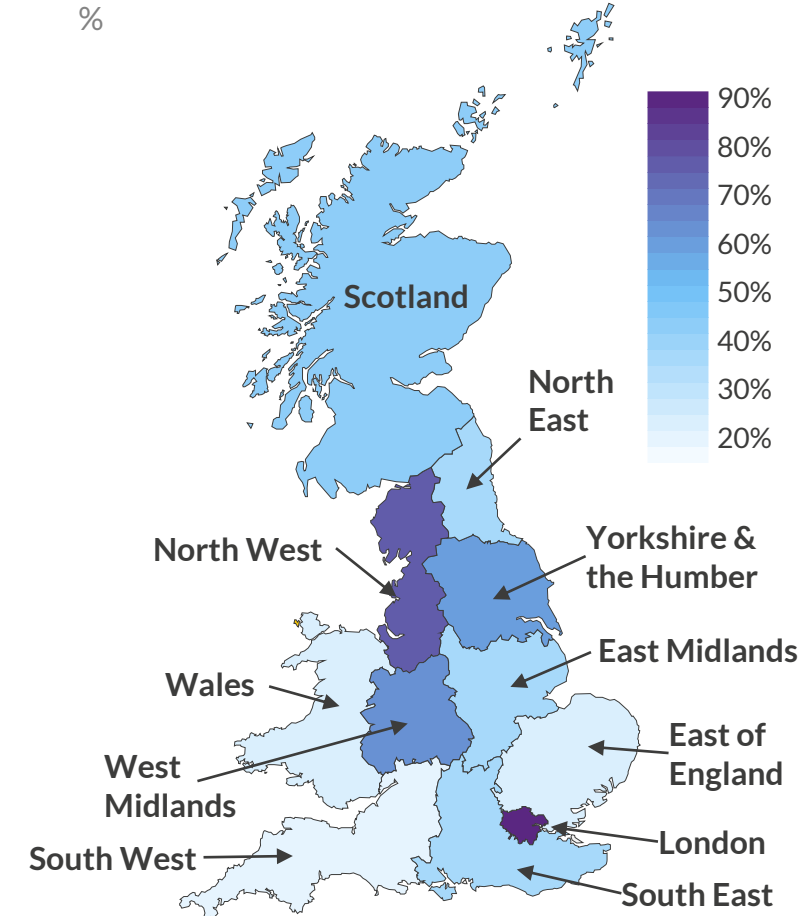 %
90%
80%
70%
60%
50%
40%
30%
20%
Scotland
North
East
North West
Yorkshire &
the Humber
East Midlands
Wales
East of
England
West
Midlands
London
South West
South East